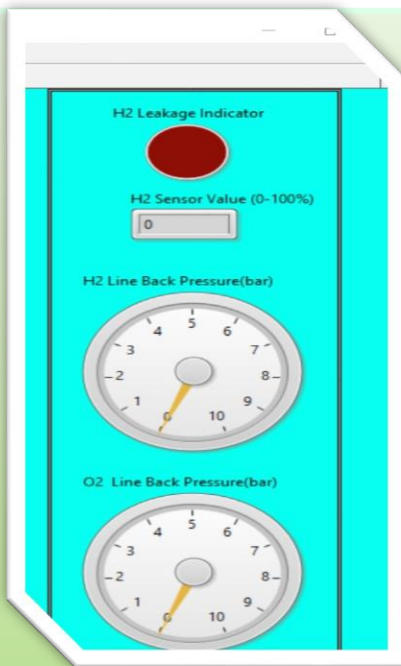 H2 Leakage Indicator
H2 Sensor Value (0-100%)
0
H2 Line Back Pressure(bar)
0 1 2 3 4 5 6 7 8 9 10
O2 Line Back Pressure(bar)
0 1 2 3 4 5 6 7 8 9 10